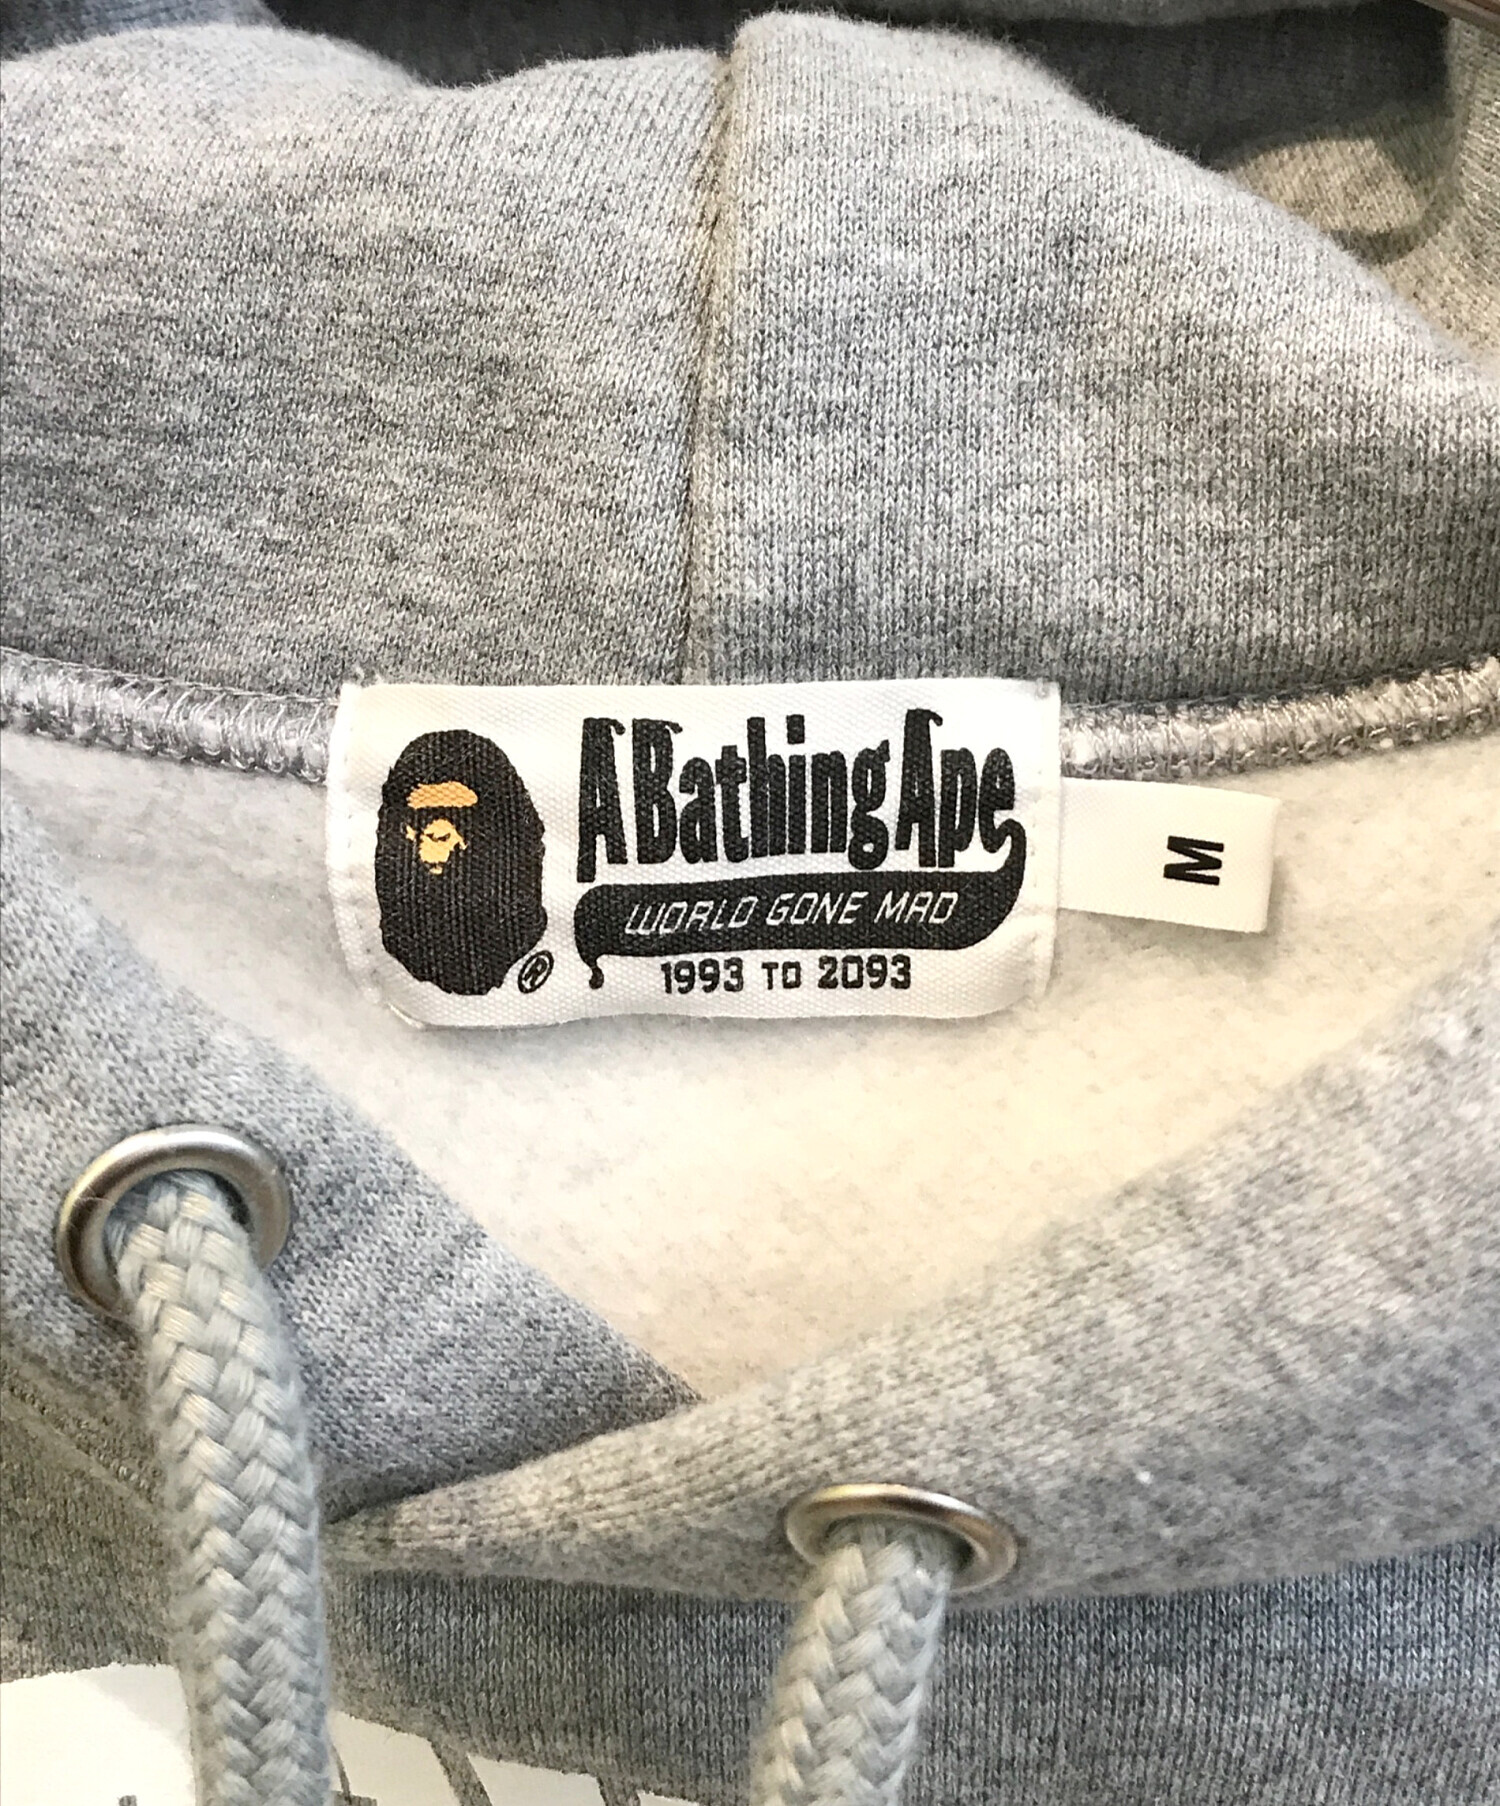 A Bathing Ape
WORLD GONE MAD
1993 TO 2093
®
M